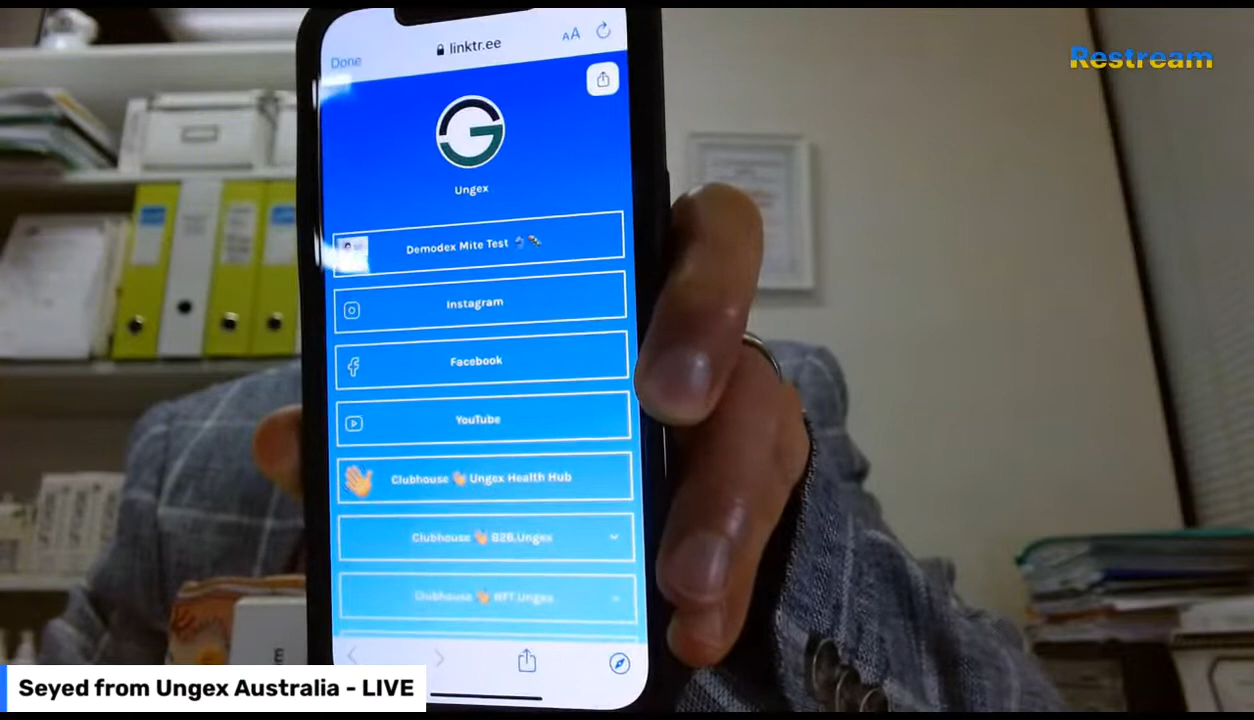 Restream
Done
linktr.ee
AA
Ungex
Demodex Mite Test
Instagram
Facebook
YouTube
Clubhouse 👋 Ungex Health Hub
Clubhouse 👋 B2B.Ungex
Clubhouse 👋 NFT.Ungex
Seyed from Ungex Australia - LIVE